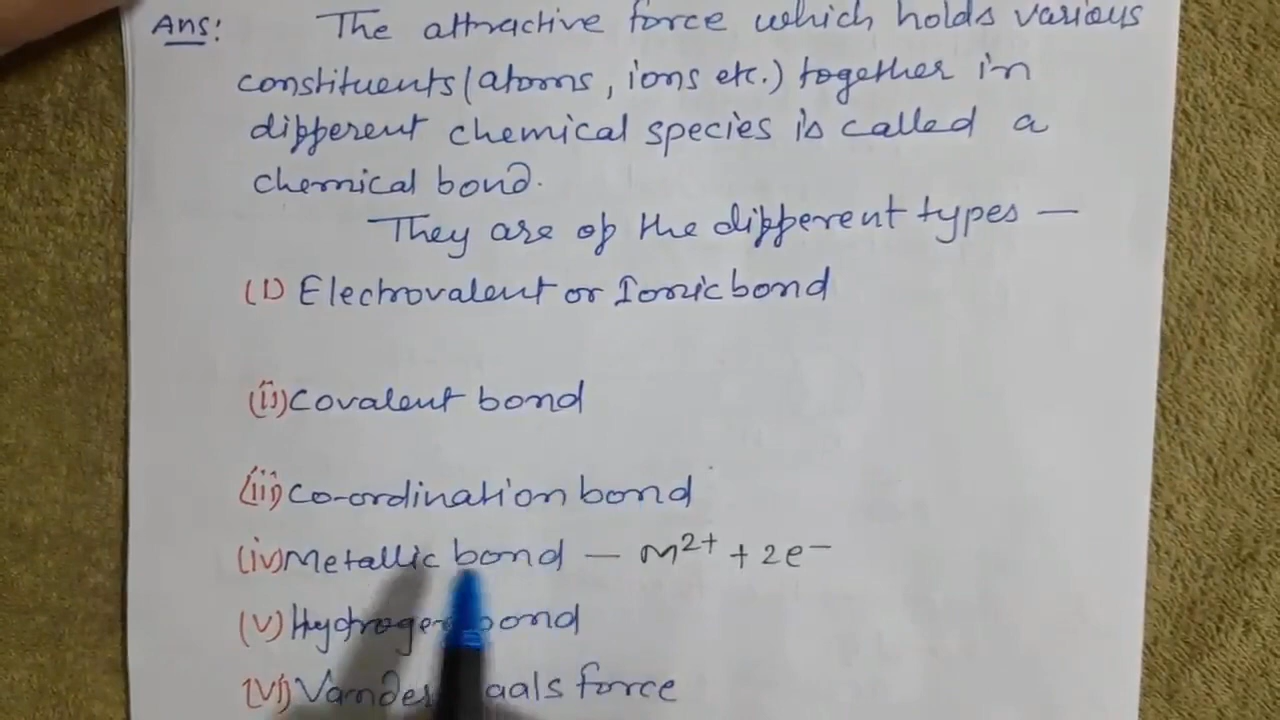 Ans: The attractive force which holds various
constituents (atoms, ions etc.) together in
different chemical species is called a
chemical bond.
They are of the different types —
(i) Electrovalent or Ionic bond
(ii) Covalent bond
(iii) Co-ordination bond
(iv) Metallic bond — M²⁺ + 2e⁻
(v) Hydrogen bond
(vi) force